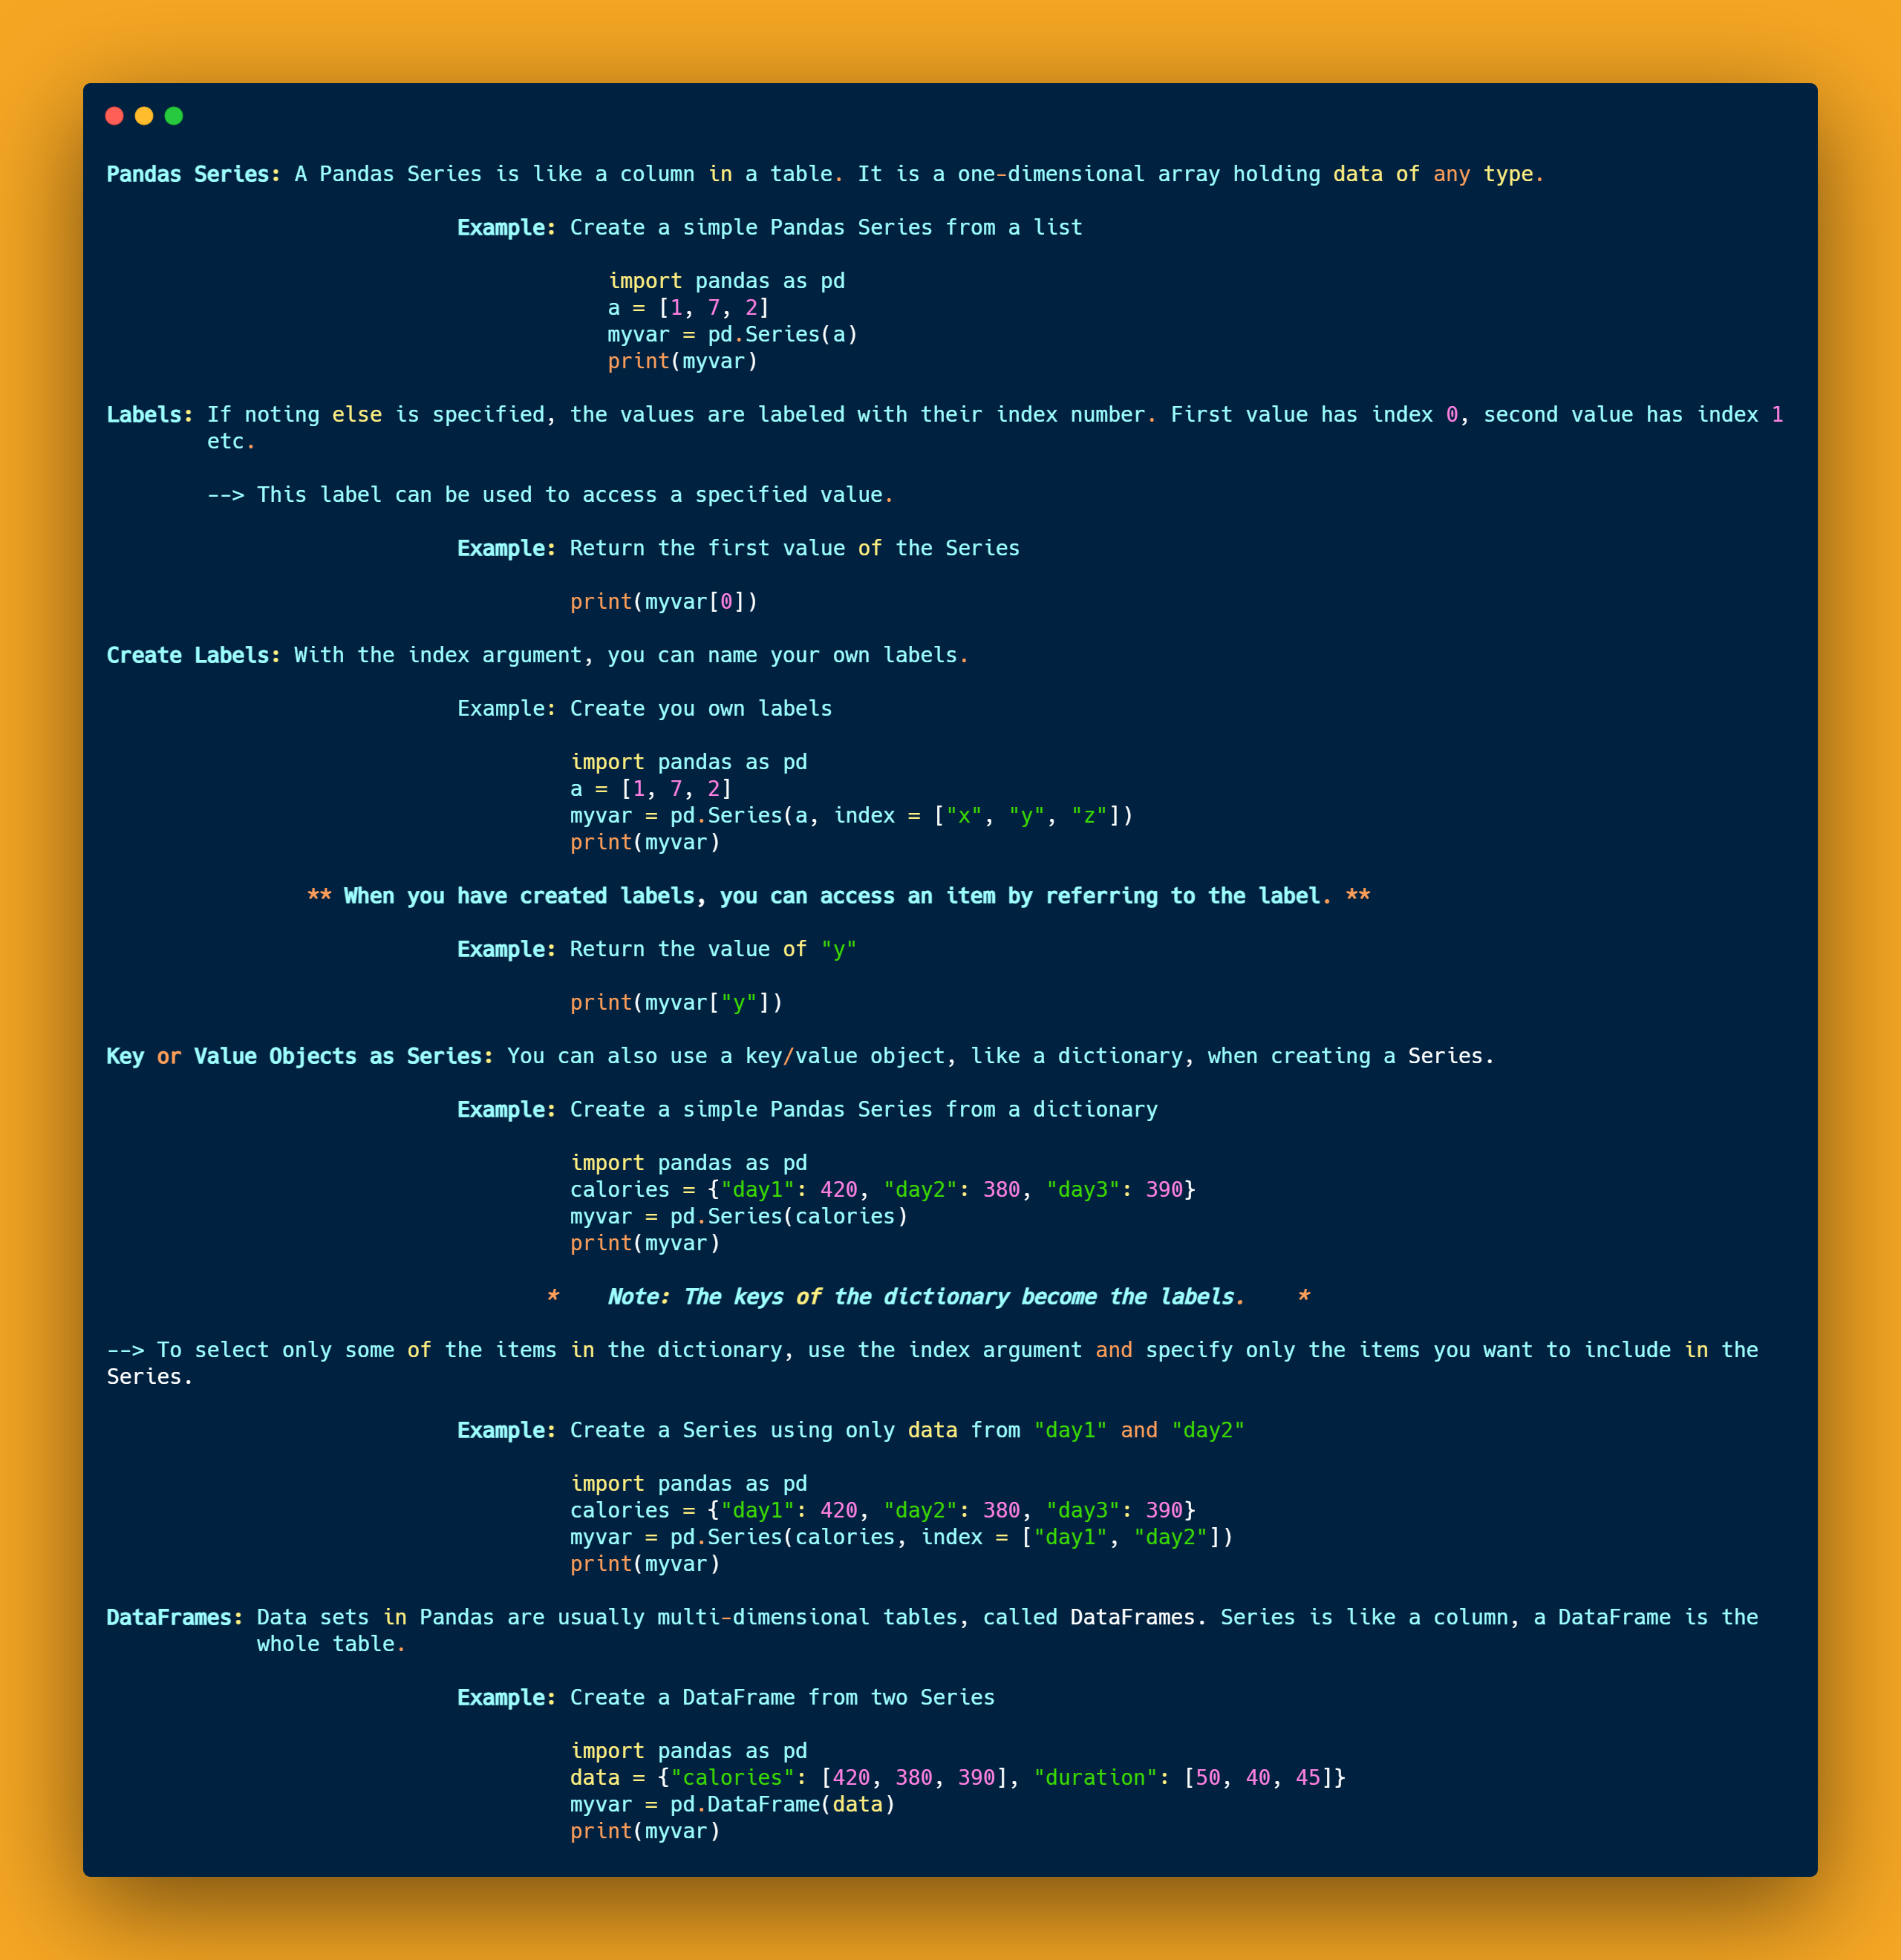 Pandas Series: A Pandas Series is like a column in a table. It is a one-dimensional array holding data of any type.
Example: Create a simple Pandas Series from a list
import pandas as pd
a = [1, 7, 2]
myvar = pd.Series(a)
print(myvar)
Labels: If noting else is specified, the values are labeled with their index number. First value has index 0, second value has index 1
etc.
--> This label can be used to access a specified value.
Example: Return the first value of the Series
print(myvar[0])
Create Labels: With the index argument, you can name your own labels.
Example: Create you own labels
import pandas as pd
a = [1, 7, 2]
myvar = pd.Series(a, index = ["x", "y", "z"])
print(myvar)
** When you have created labels, you can access an item by referring to the label. **
Example: Return the value of "y"
print(myvar["y"])
Key or Value Objects as Series: You can also use a key/value object, like a dictionary, when creating a Series.
Example: Create a simple Pandas Series from a dictionary
import pandas as pd
calories = {"day1": 420, "day2": 380, "day3": 390}
myvar = pd.Series(calories)
print(myvar)
* Note: The keys of the dictionary become the labels. *
--> To select only some of the items in the dictionary, use the index argument and specify only the items you want to include in the
Series.
Example: Create a Series using only data from "day1" and "day2"
import pandas as pd
calories = {"day1": 420, "day2": 380, "day3": 390}
myvar = pd.Series(calories, index = ["day1", "day2"])
print(myvar)
DataFrames: Data sets in Pandas are usually multi-dimensional tables, called DataFrames. Series is like a column, a DataFrame is the
whole table.
Example: Create a DataFrame from two Series
import pandas as pd
data = {"calories": [420, 380, 390], "duration": [50, 40, 45]}
myvar = pd.DataFrame(data)
print(myvar)